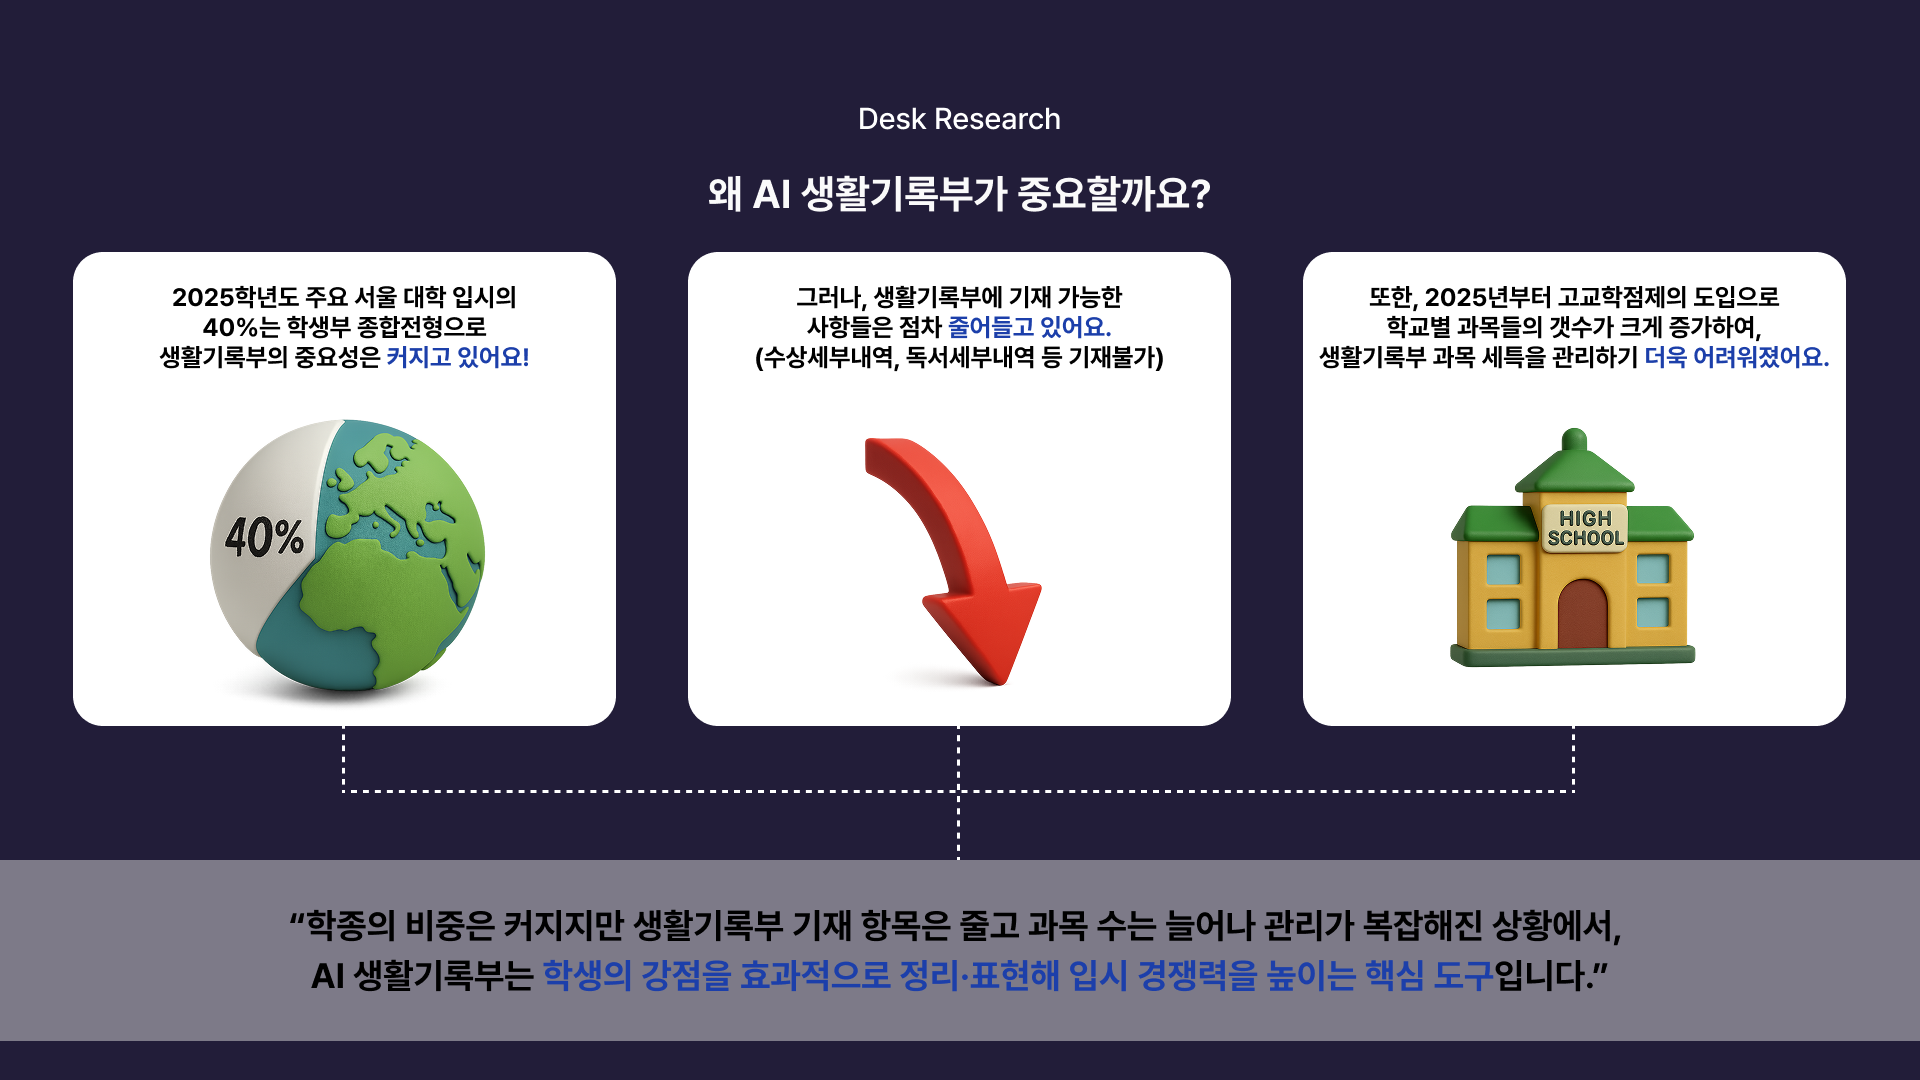 Desk Research
왜 AI 생활기록부가 중요할까요?
2025학년도 주요 서울 대학 입시의
40%는 학생부 종합전형으로
생활기록부의 중요성은 커지고 있어요!
40%
그러나, 생활기록부에 기재 가능한
사항들은 점차 줄어들고 있어요.
(수상세부내역, 독서세부내역 등 기재불가)
또한, 2025년부터 고교학점제의 도입으로
학교별 과목들의 갯수가 크게 증가하여,
생활기록부 과목 세특을 관리하기 더욱 어려워졌어요.
HIGH
SCHOOL
“학종의 비중은 커지지만 생활기록부 기재 항목은 줄고 과목 수는 늘어나 관리가 복잡해진 상황에서,
AI 생활기록부는 학생의 강점을 효과적으로 정리·표현해 입시 경쟁력을 높이는 핵심 도구입니다.”